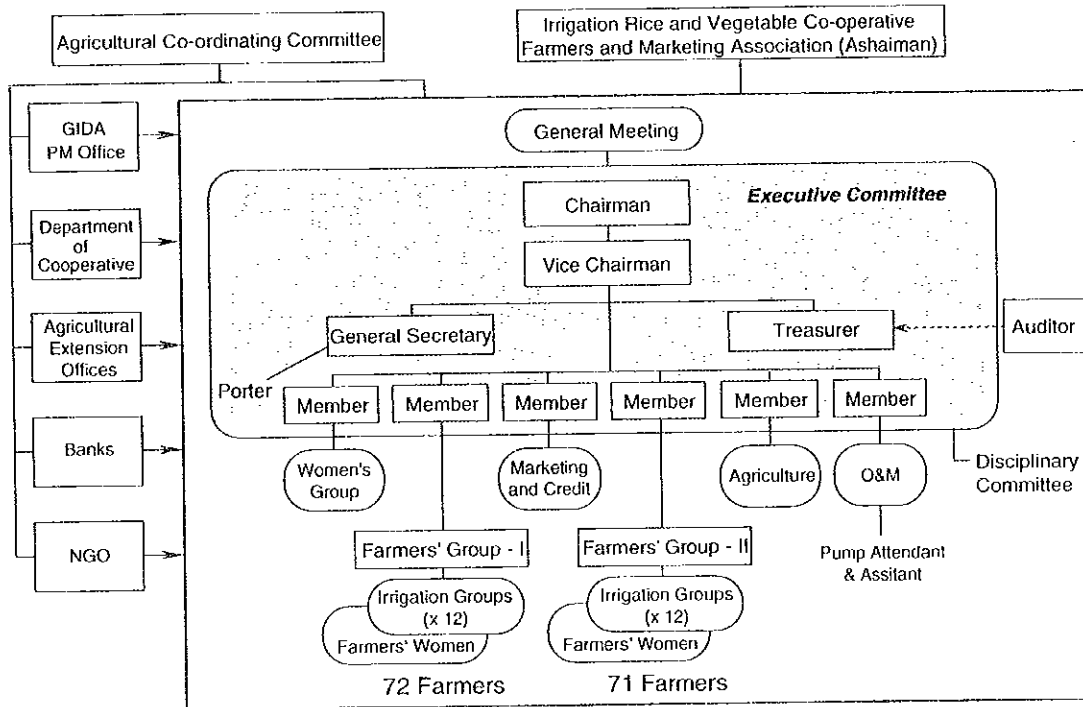 Agricultural Co-ordinating Committee
Irrigation Rice and Vegetable Co-operative
Farmers and Marketing Association (Ashaiman)
GIDA
PM Office
General Meeting
Executive Committee
Chairman
Department
of
Cooperative
Vice Chairman
Agricultural
Extension
Offices
General Secretary
Treasurer
Auditor
Porter
Member
Member
Member
Member
Member
Member
Banks
Women's
Group
Marketing
and Credit
Agriculture
O&M
Disciplinary
Committee
NGO
Farmers' Group - I
Farmers' Group - II
Pump Attendant
& Assitant
Irrigation Groups
(x 12)
Farmers' Women
Irrigation Groups
(x 12)
Farmers' Women
72 Farmers
71 Farmers